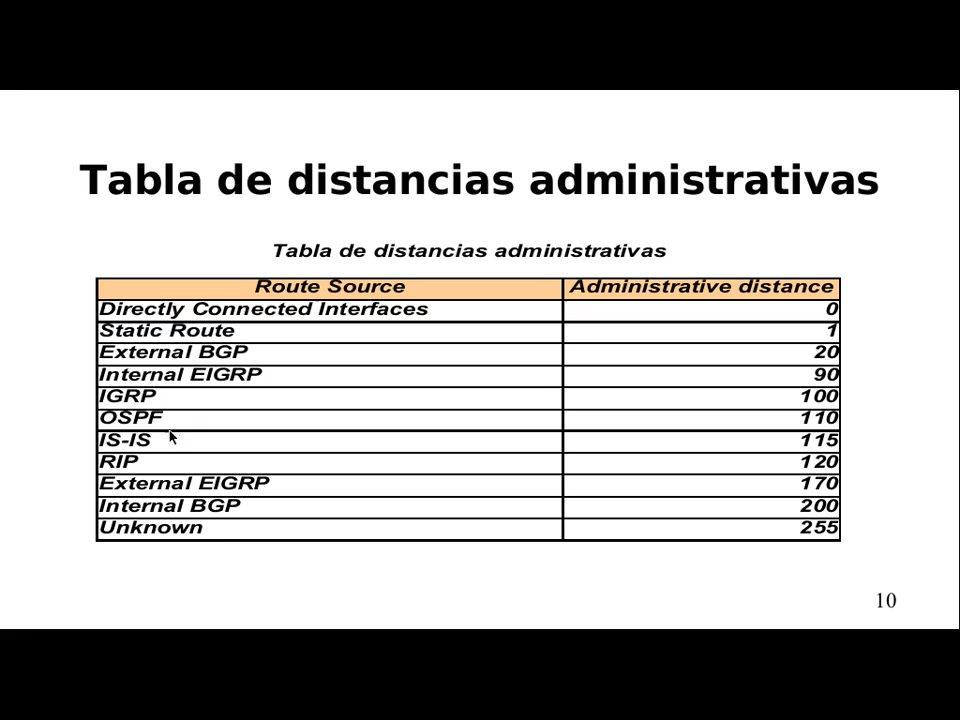 Tabla de distancias administrativas
Tabla de distancias administrativas
Route Source Administrative distance
Directly Connected Interfaces 0
Static Route 1
External BGP 20
Internal EIGRP 90
IGRP 100
OSPF 110
IS-IS 115
RIP 120
External EIGRP 170
Internal BGP 200
Unknown 255
10